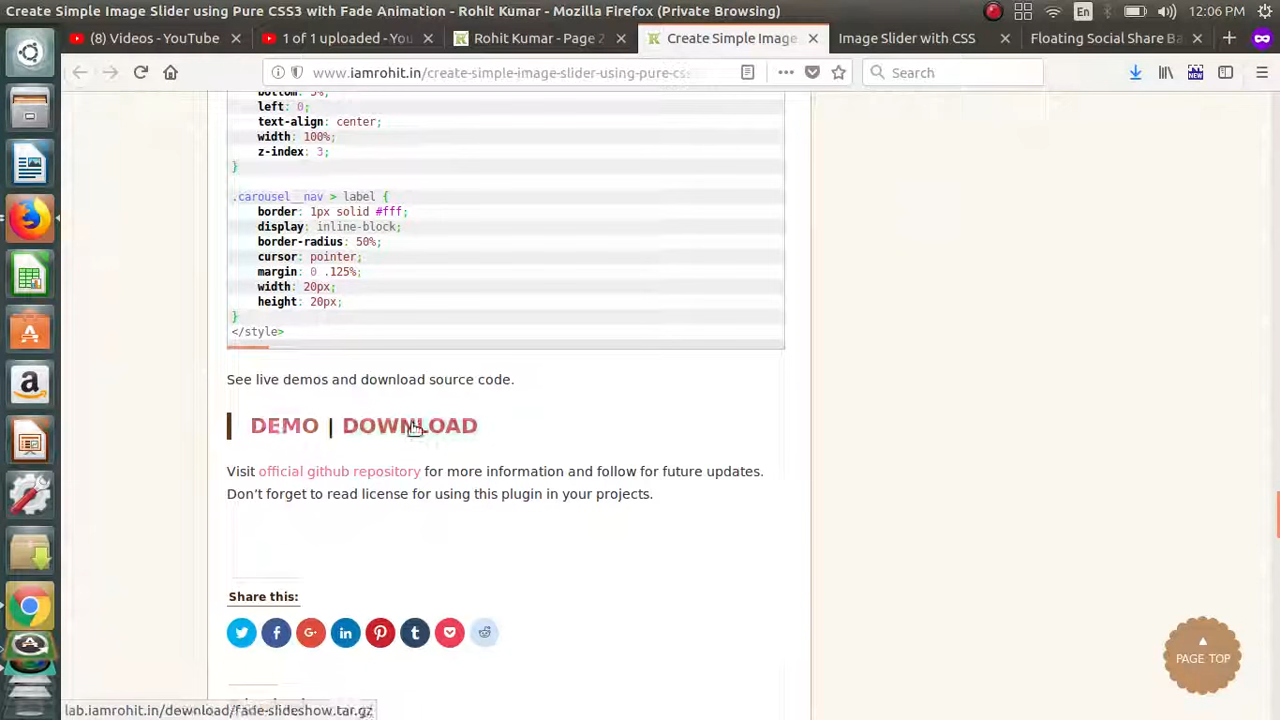 Create Simple Image Slider using Pure CSS3 with Fade Animation - Rohit Kumar - Mozilla Firefox (Private Browsing)
En
12:06 PM
(8) Videos - YouTube
1 of 1 uploaded - You
Rohit Kumar - Page 2
Create Simple Image
Image Slider with CSS
Floating Social Share Ba
www.iamrohit.in/create-simple-image-slider-using-pure-css
Search
NEW
bottom: 5%;
left: 0;
text-align: center;
width: 100%;
z-index: 3;
}
.carousel__nav > label {
border: 1px solid #fff;
display: inline-block;
border-radius: 50%;
cursor: pointer;
margin: 0 .125%;
width: 20px;
height: 20px;
}
</style>
See live demos and download source code.
DEMO | DOWNLOAD
Visit official github repository for more information and follow for future updates.
Don’t forget to read license for using this plugin in your projects.
Share this:
PAGE TOP
lab.iamrohit.in/download/fade-slideshow.tar.gz